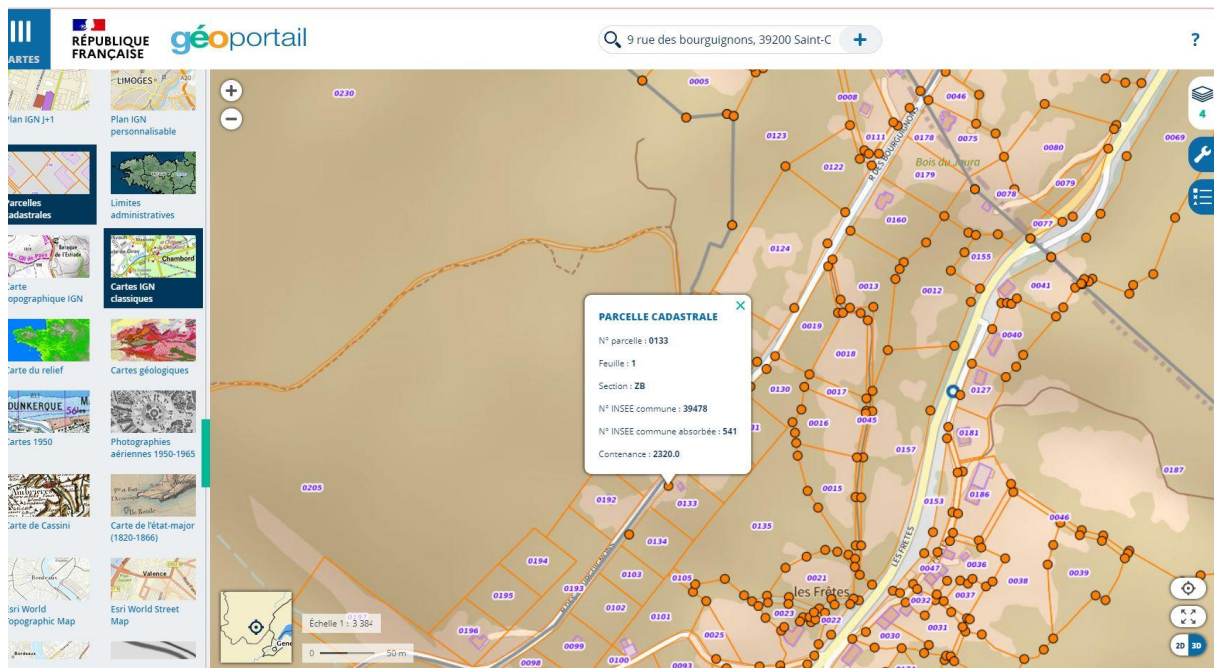 ARTES
RÉPUBLIQUE
FRANÇAISE
géoportail
9 rue des bourguignons, 39200 Saint-C
+
?
Plan IGN J+1
LIMOGES
A20
Plan IGN
personnalisable
Parcelles
cadastrales
Limites
administratives
Carte
topographique IGN
Chambord
Cartes IGN
classiques
Carte du relief
Cartes géologiques
DUNKERQUE
Cartes 1950
Photographies
aériennes 1950-1965
Carte de Cassini
Carte de l'état-major
(1820-1866)
Bordeaux
Valence
Esri World
Topographic Map
Esri World Street
Map
+
−
0230
0005
0008
0046
0123
0111
0178
0075
0080
0069
4
R DES BOURGUIGNONS
Bois du Jura
0122
0179
0079
0078
0160
0077
0124
0155
0013
0012
0041
0019
0040
0018
0130
0017
0127
0016
0045
0181
0157
0187
0015
0186
0205
0192
0133
0153
0046
0135
0134
LES FRÊTES
0194
0047
0036
0103
0105
0021
0038
0039
0195
0193
les Frêtes
0037
0032
0102
0023
0022
0101
0031
0196
0025
0030
0099
0098
0100
0093
PARCELLE CADASTRALE
N° parcelle : 0133
Feuille : 1
Section : ZB
N° INSEE commune : 39478
N° INSEE commune absorbée : 541
Contenance : 2320.0
Échelle 1 : 3 384
0
50 m
2D
3D